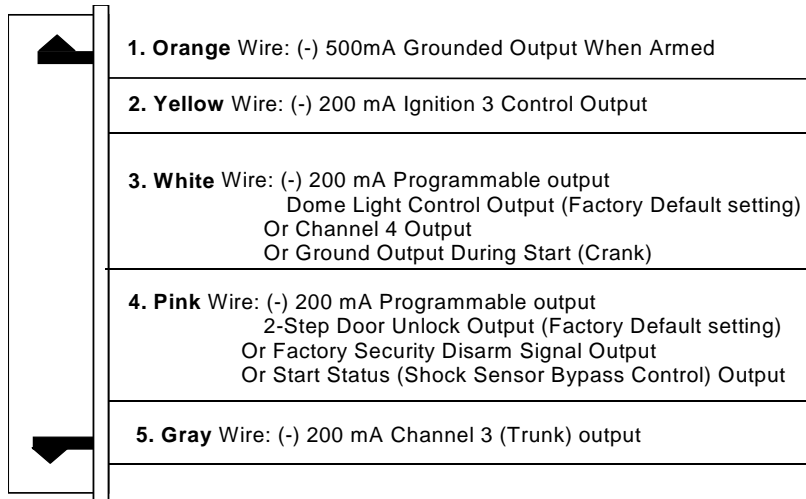 1. Orange Wire: (-) 500mA Grounded Output When Armed
2. Yellow Wire: (-) 200 mA Ignition 3 Control Output
3. White Wire: (-) 200 mA Programmable output
Dome Light Control Output (Factory Default setting)
Or Channel 4 Output
Or Ground Output During Start (Crank)
4. Pink Wire: (-) 200 mA Programmable output
2-Step Door Unlock Output (Factory Default setting)
Or Factory Security Disarm Signal Output
Or Start Status (Shock Sensor Bypass Control) Output
5. Gray Wire: (-) 200 mA Channel 3 (Trunk) output